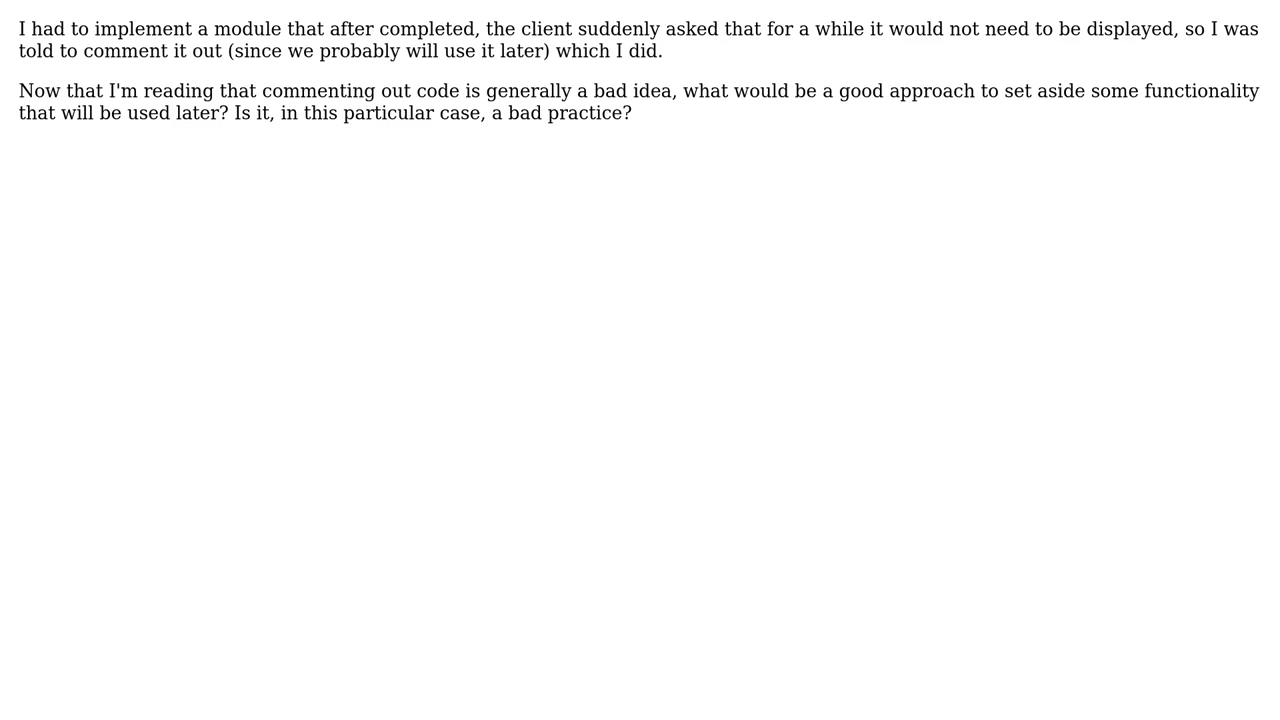 I had to implement a module that after completed, the client suddenly asked that for a while it would not need to be displayed, so I was
told to comment it out (since we probably will use it later) which I did.
Now that I'm reading that commenting out code is generally a bad idea, what would be a good approach to set aside some functionality
that will be used later? Is it, in this particular case, a bad practice?